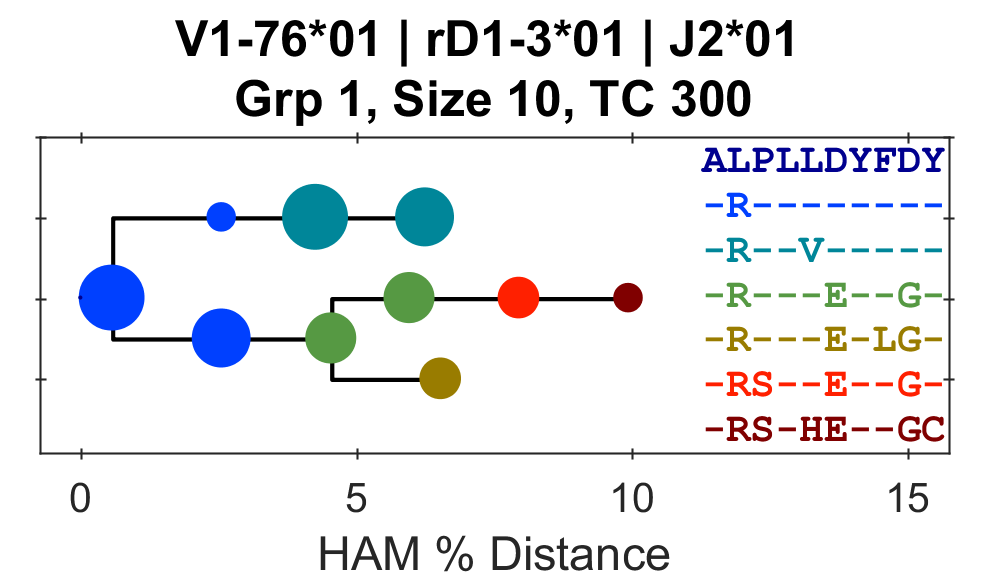 V1-76*01 | rD1-3*01 | J2*01
Grp 1, Size 10, TC 300
ALPLLDYFDY
-R--------
-R--V-----
-R---E--G-
-R---E-LG-
-RS--E--G-
-RS-HE--GC
0 5 10 15
HAM % Distance